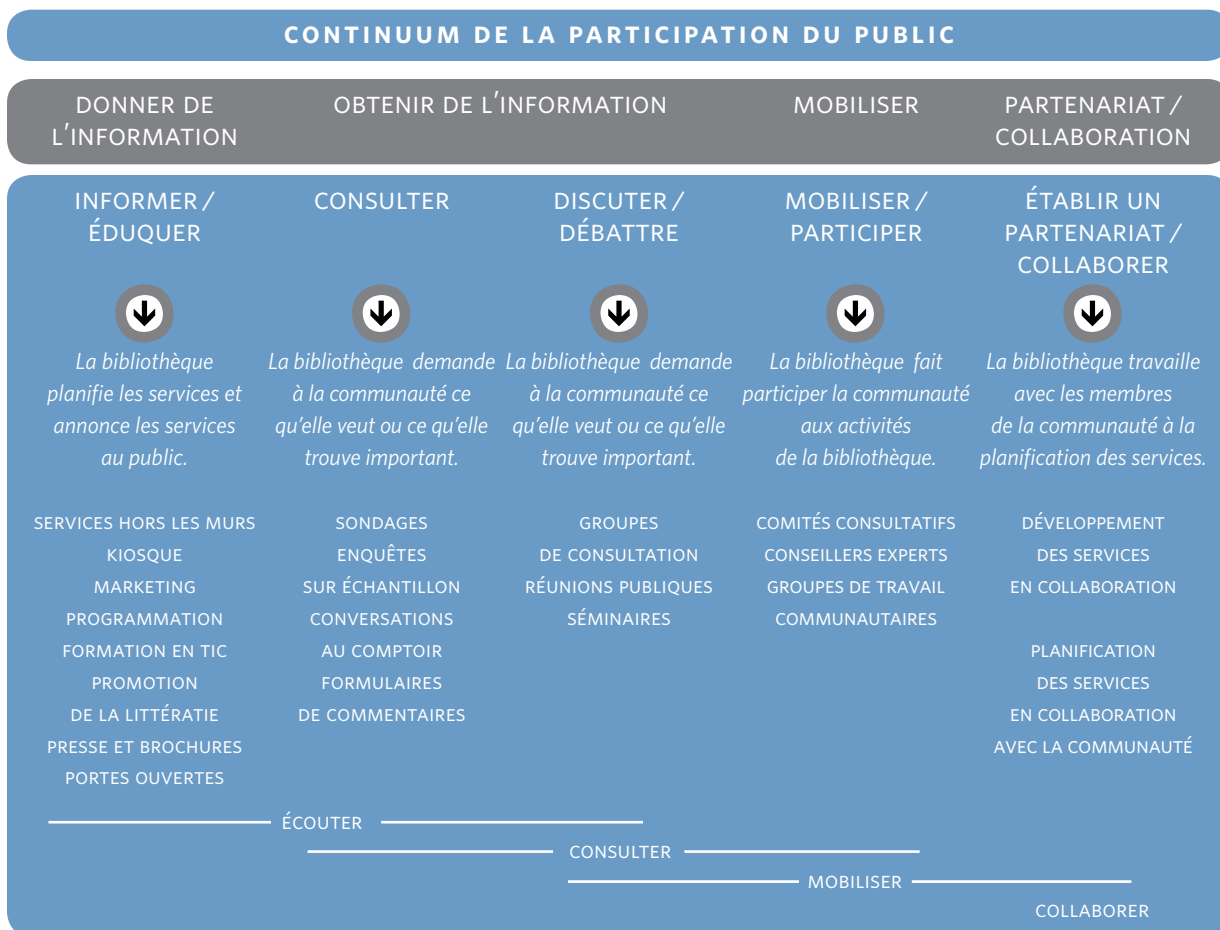 CONTINUUM DE LA PARTICIPATION DU PUBLIC
DONNER DE
L'INFORMATION
OBTENIR DE L'INFORMATION
MOBILISER
PARTENARIAT /
COLLABORATION
INFORMER /
ÉDUQUER
La bibliothèque
planifie les services et
annonce les services
au public.
SERVICES HORS LES MURS
KIOSQUE
MARKETING
PROGRAMMATION
FORMATION EN TIC
PROMOTION
DE LA LITTÉRATIE
PRESSE ET BROCHURES
PORTES OUVERTES
CONSULTER
La bibliothèque demande
à la communauté ce
qu'elle veut ou ce qu'elle
trouve important.
SONDAGES
ENQUÊTES
SUR ÉCHANTILLON
CONVERSATIONS
AU COMPTOIR
FORMULAIRES
DE COMMENTAIRES
DISCUTER /
DÉBATTRE
La bibliothèque demande
à la communauté ce
qu'elle veut ou ce qu'elle
trouve important.
GROUPES
DE CONSULTATION
RÉUNIONS PUBLIQUES
SÉMINAIRES
MOBILISER /
PARTICIPER
La bibliothèque fait
participer la communauté
aux activités
de la bibliothèque.
COMITÉS CONSULTATIFS
CONSEILLERS EXPERTS
GROUPES DE TRAVAIL
COMMUNAUTAIRES
ÉTABLIR UN
PARTENARIAT /
COLLABORER
La bibliothèque travaille
avec les membres
de la communauté à la
planification des services.
DÉVELOPPEMENT
DES SERVICES
EN COLLABORATION
PLANIFICATION
DES SERVICES
EN COLLABORATION
AVEC LA COMMUNAUTÉ
ÉCOUTER
CONSULTER
MOBILISER
COLLABORER